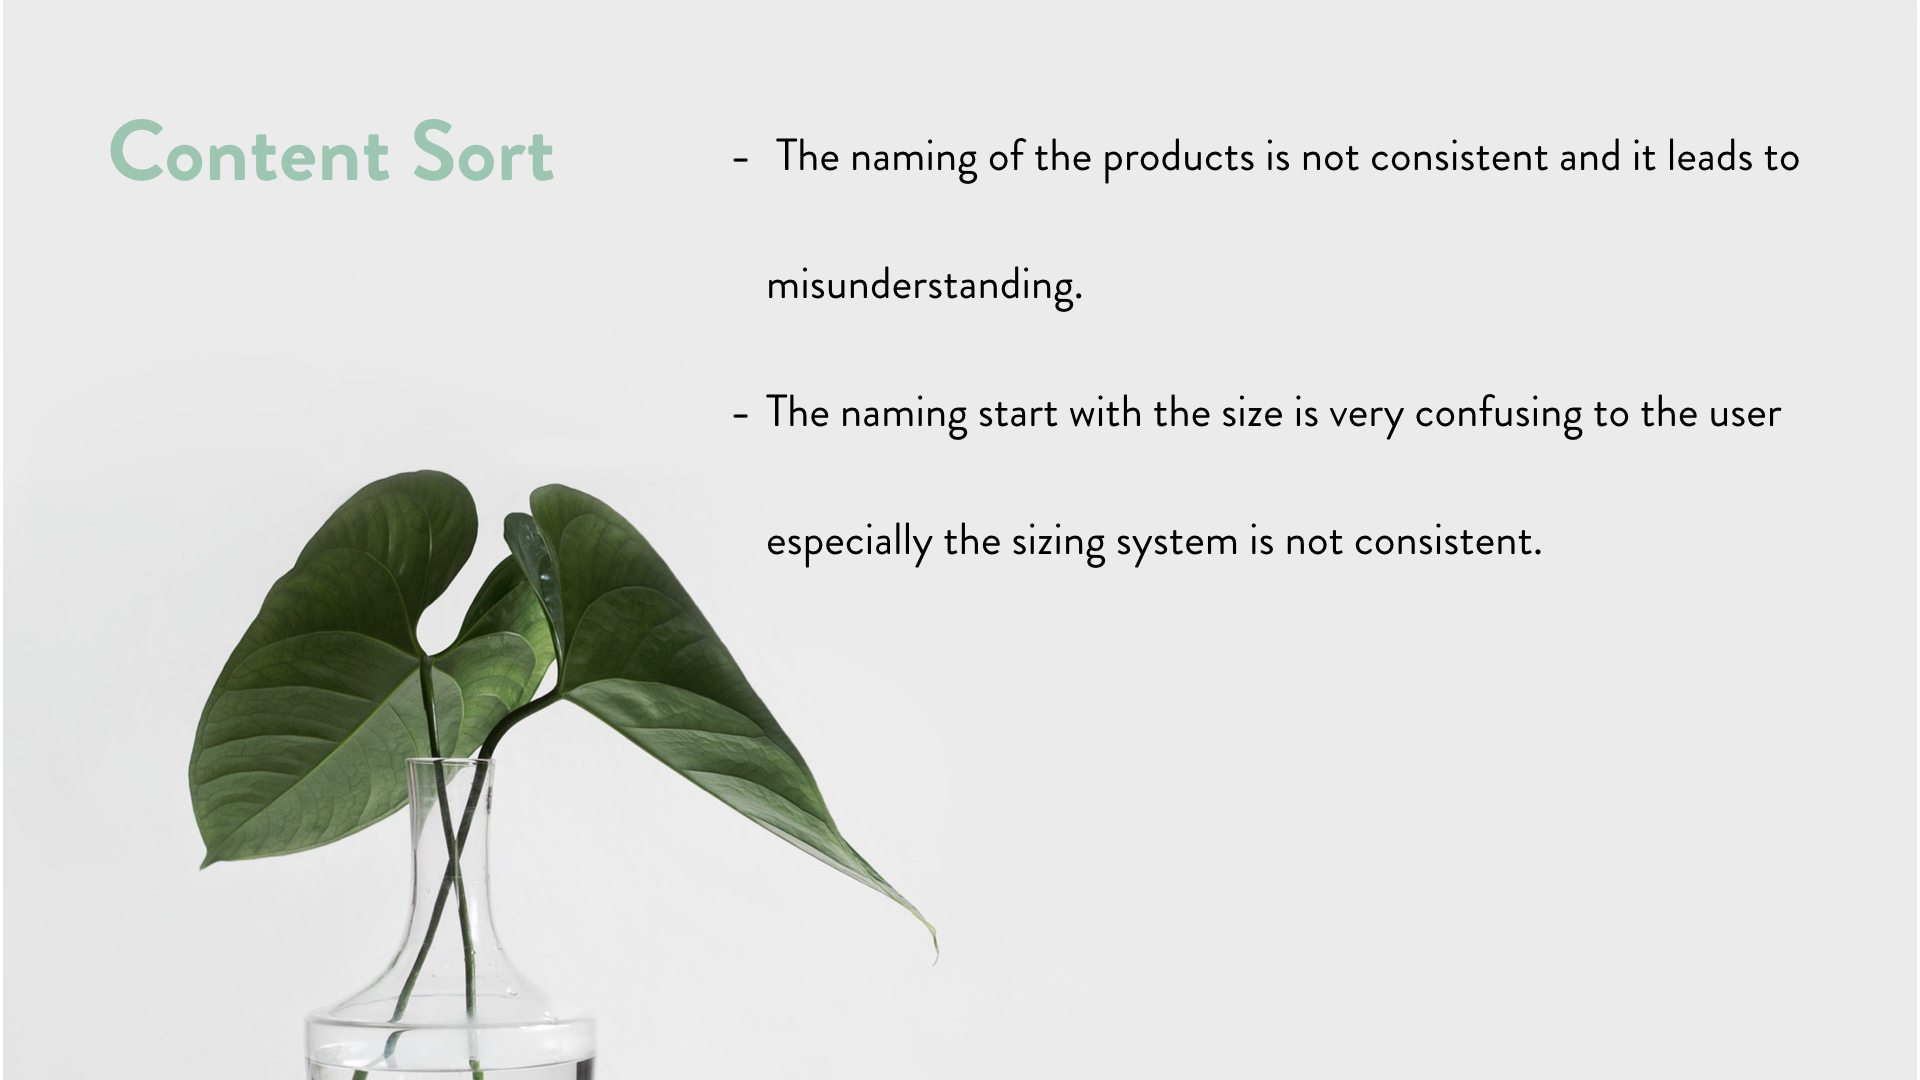 Content Sort
-  The naming of the products is not consistent and it leads to
misunderstanding.
- The naming start with the size is very confusing to the user
especially the sizing system is not consistent.